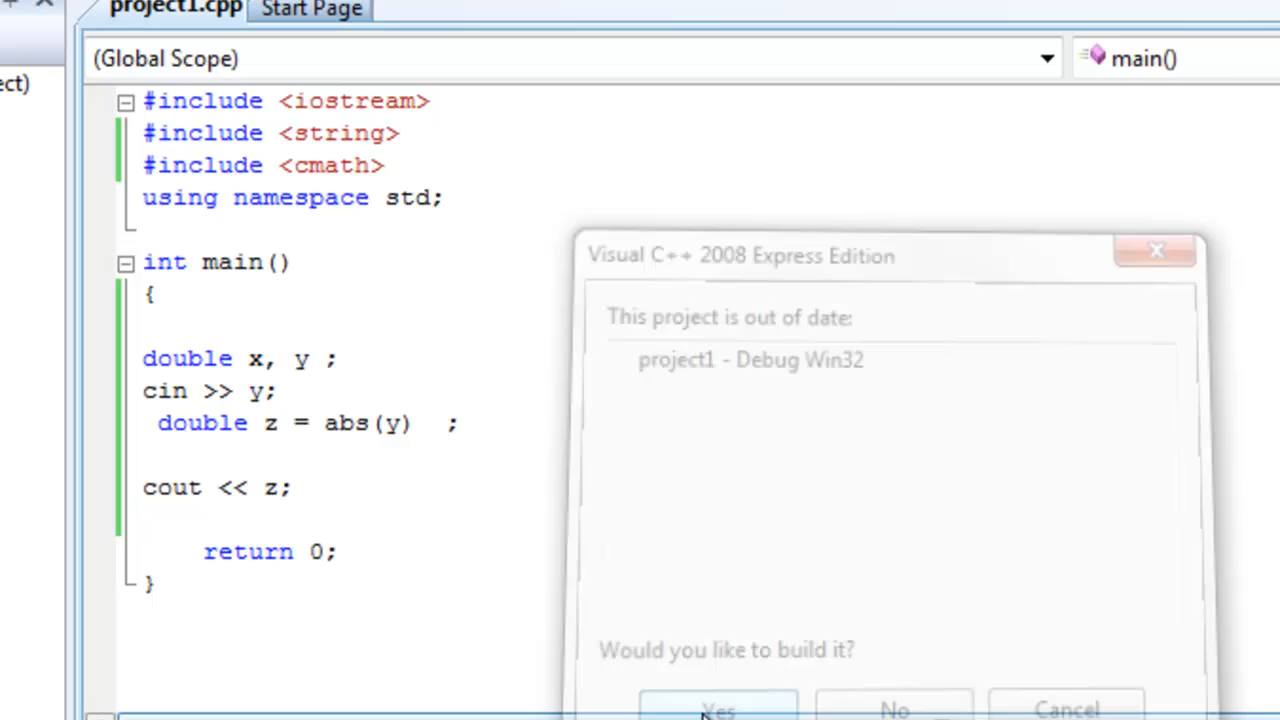 project1.cpp Start Page
(Global Scope) main()
ect)
#include <iostream>
#include <string>
#include <cmath>
using namespace std;
int main()
{
double x, y ;
cin >> y;
double z = abs(y) ;
cout << z;
return 0;
}
Visual C++ 2008 Express Edition
This project is out of date:
project1 - Debug Win32
Would you like to build it?
Yes No Cancel